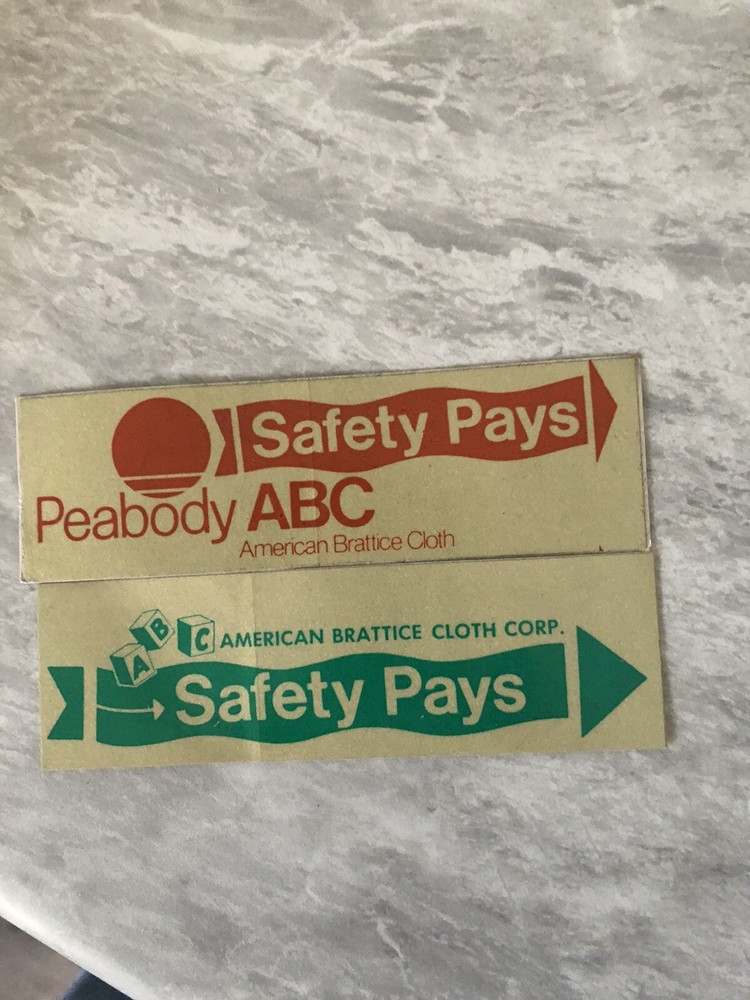 Safety Pays
Peabody ABC
American Brattice Cloth
A B C AMERICAN BRATTICE CLOTH CORP.
Safety Pays